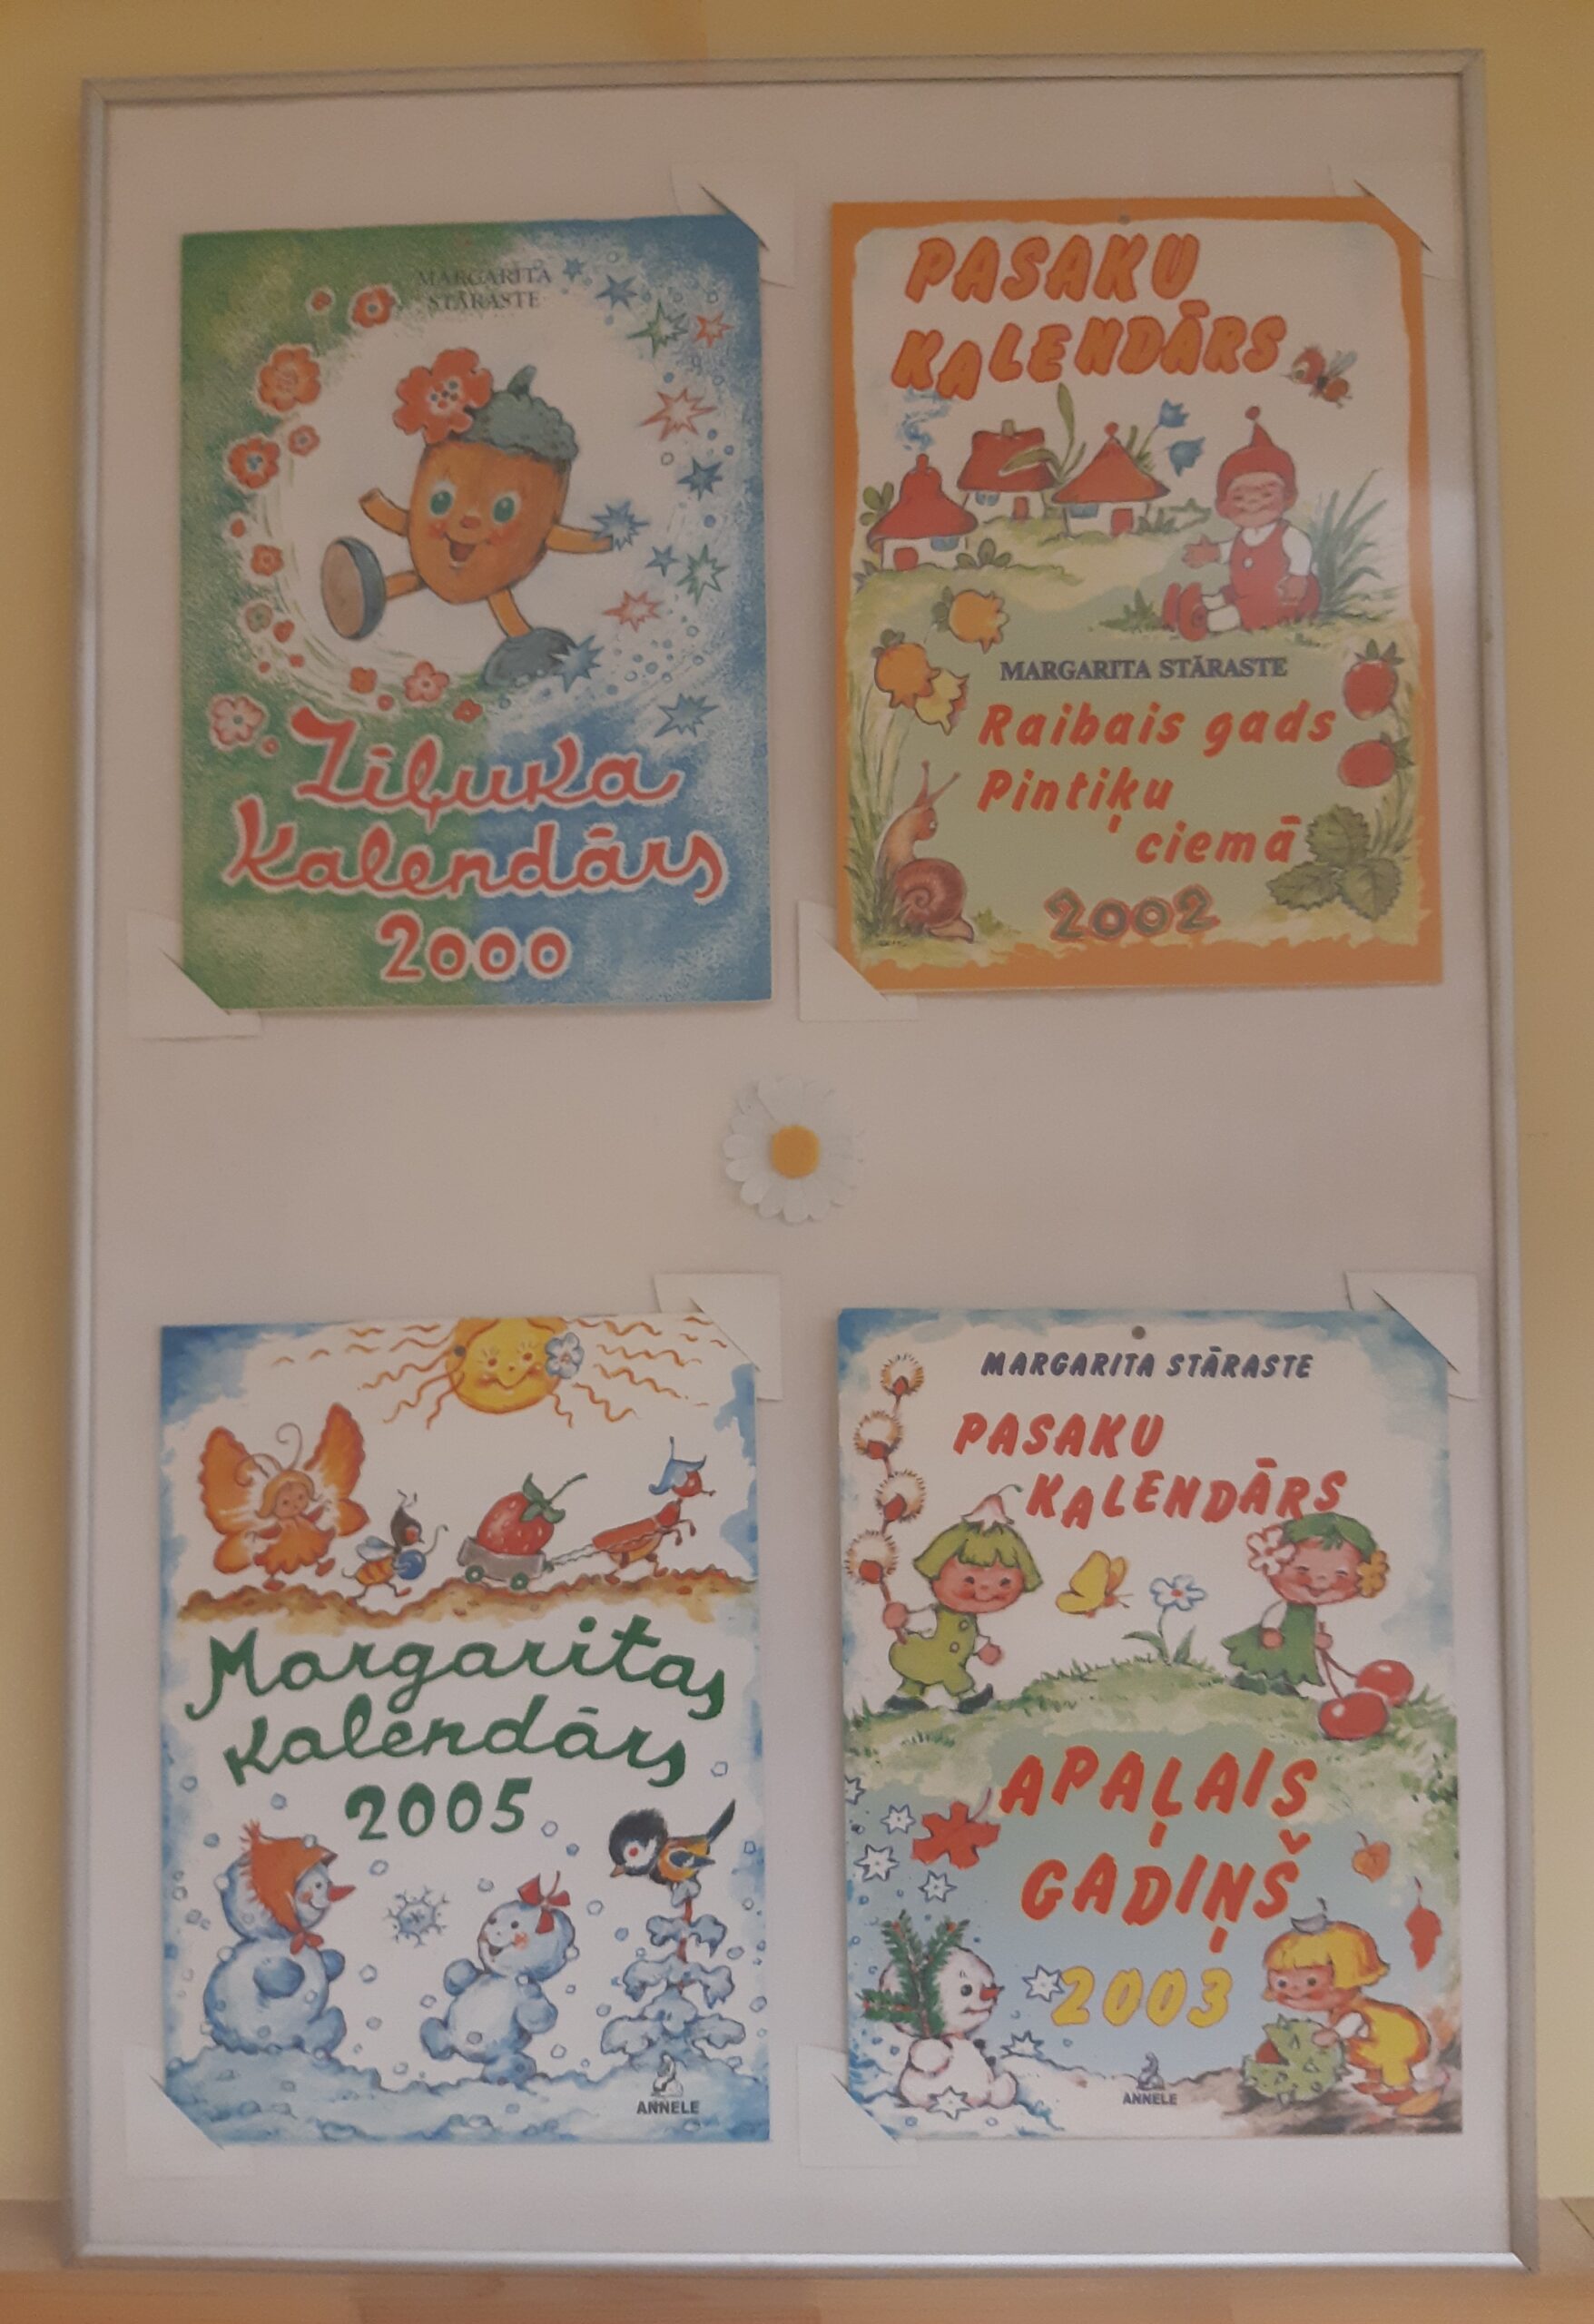 MARGARITA
STĀRASTE
Zīļuka
Kalendārs
2000
PASAKU
KALENDĀRS
MARGARITA STĀRASTE
Raibais gads
Pintiķu
ciemā
2002
Margaritas
Kalendārs
2005
ANNELE
MARGARITA STĀRASTE
PASAKU
KALENDĀRS
APAĻAIS
GADIŅŠ
2003
ANNELE